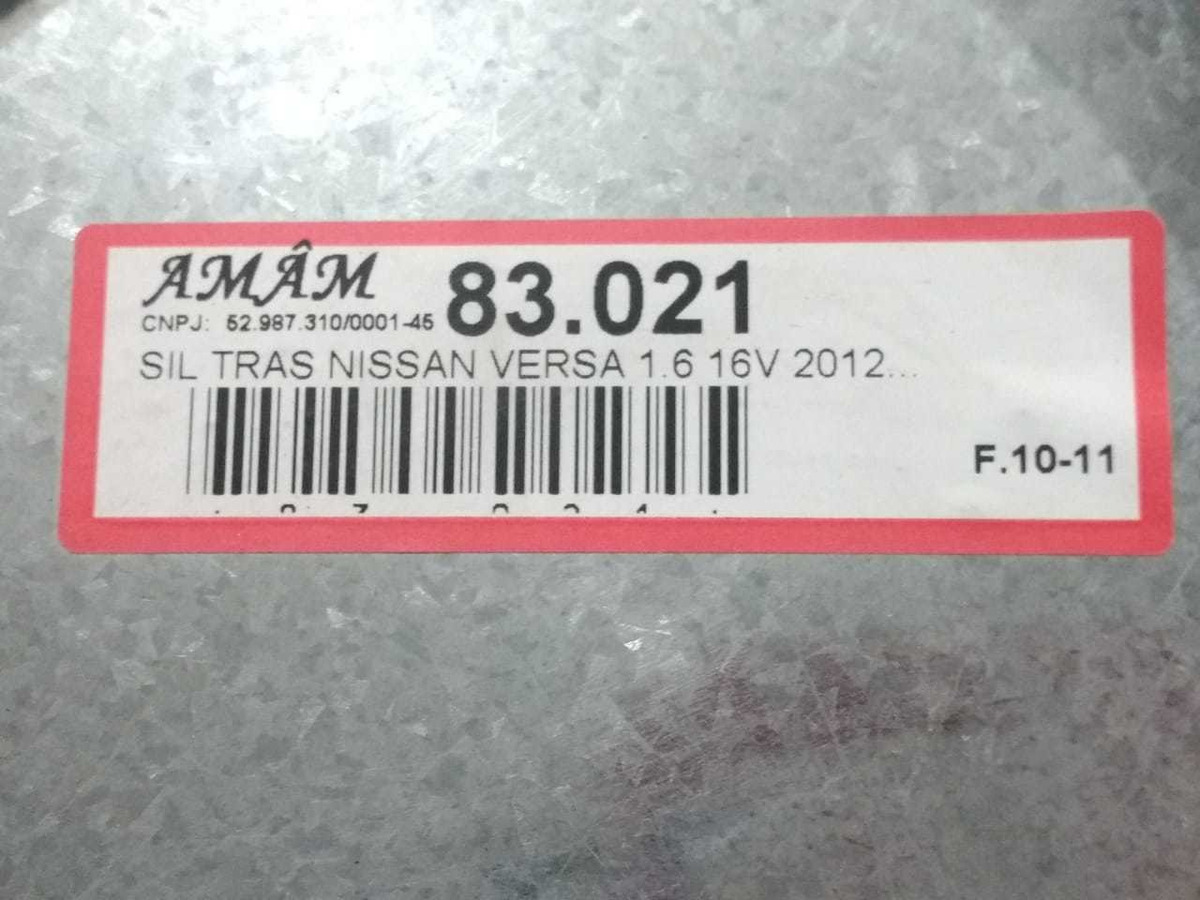 AMÂM 83.021
CNPJ: 52.987.310/0001-45
SIL TRAS NISSAN VERSA 1.6 16V 2012...
F.10-11